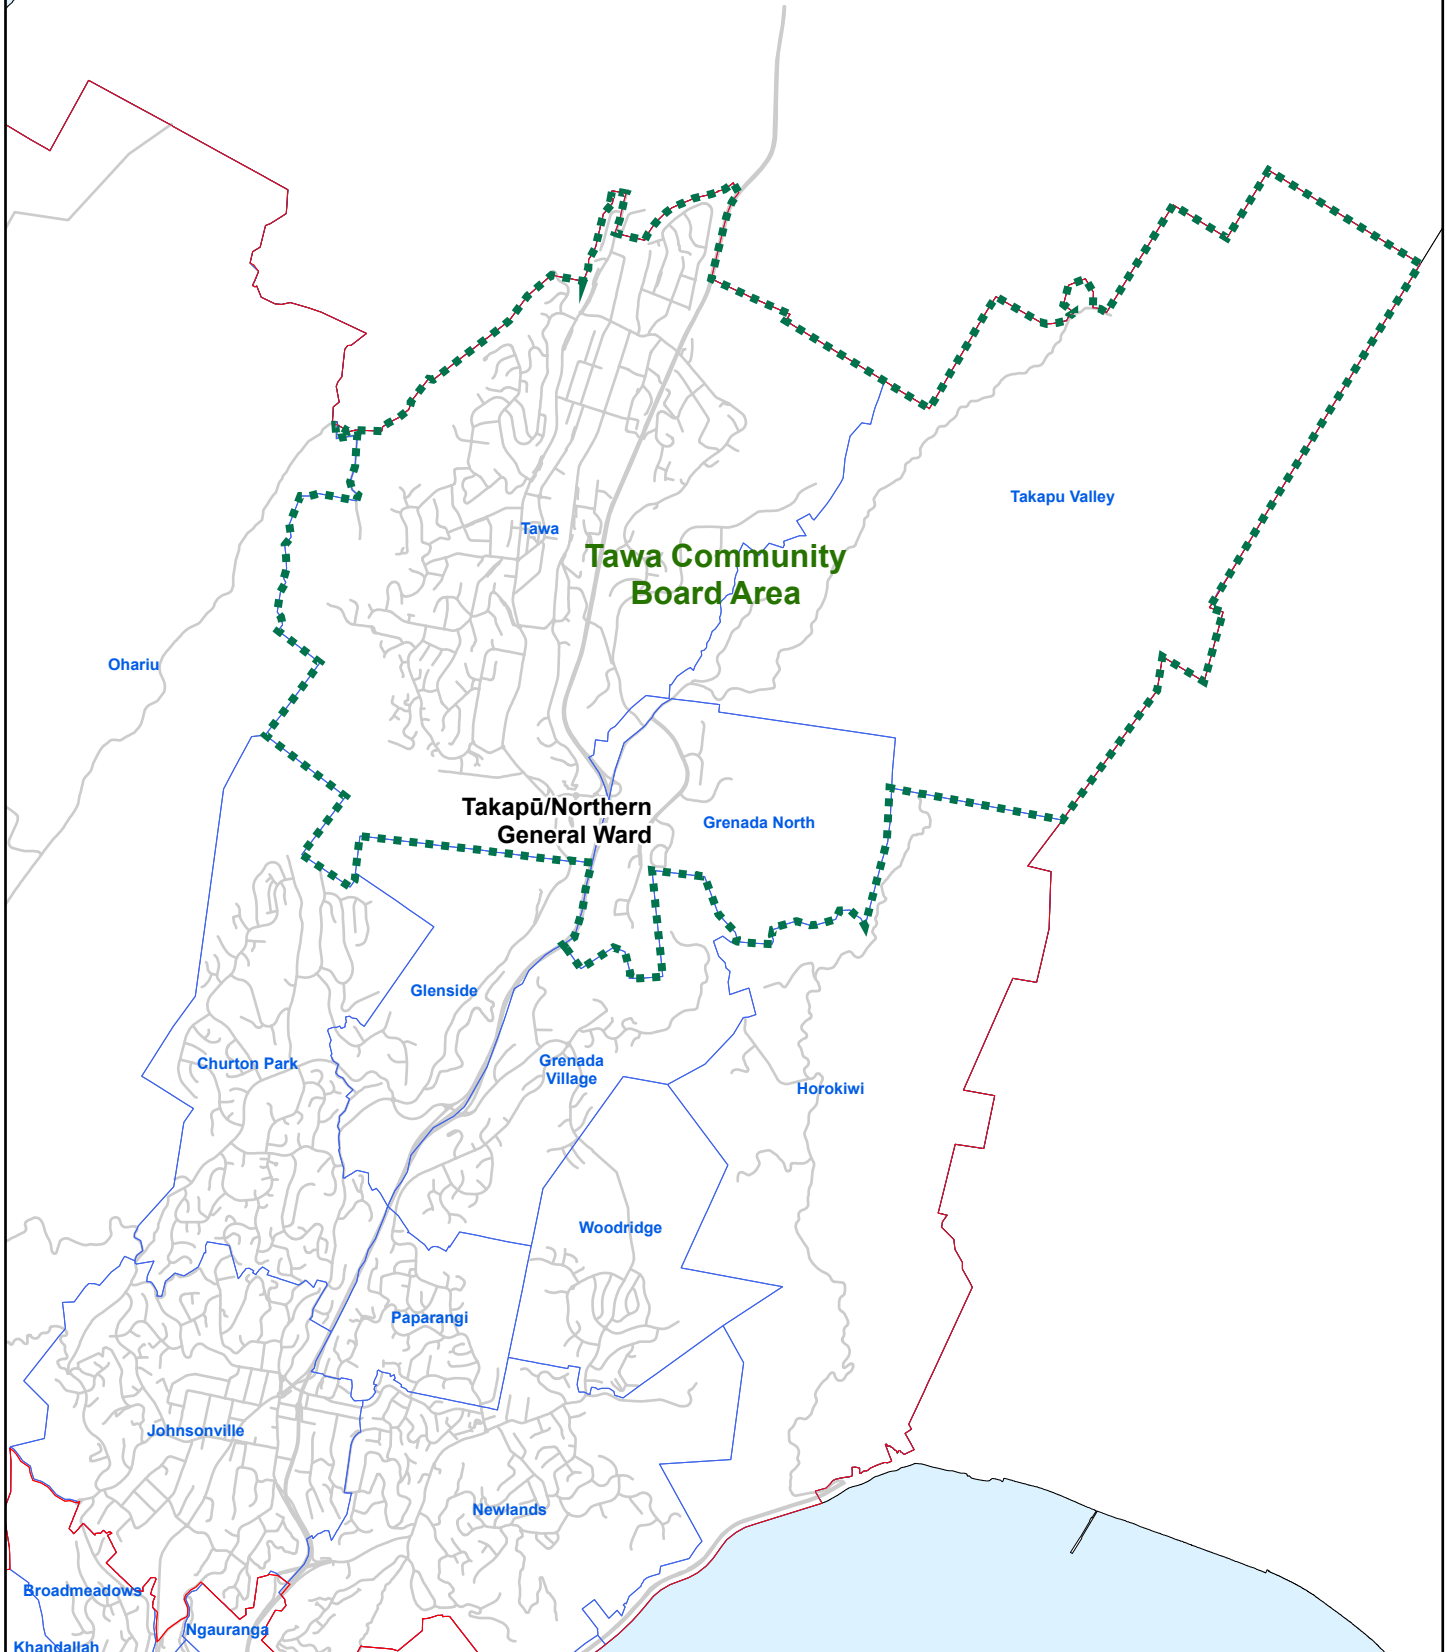 Takapu Valley
Tawa
Tawa Community
Board Area
Ohariu
Takapū/Northern
General Ward
Grenada North
Glenside
Churton Park
Grenada
Village
Horokiwi
Woodridge
Paparangi
Johnsonville
Newlands
Broadmeadows
Ngauranga
Khandallah